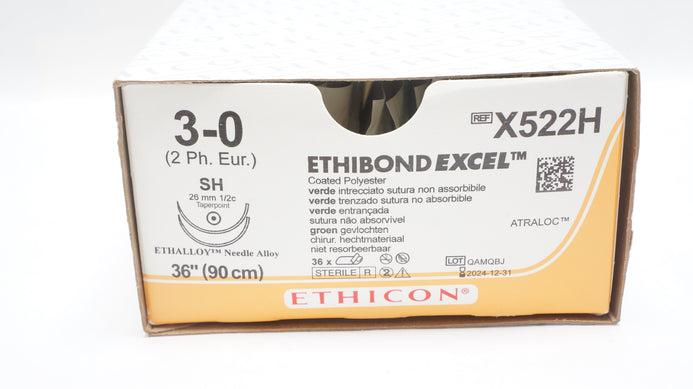 3-0
(2 Ph. Eur.)
SH
26 mm 1/2c
Taperpoint
ETHALLOY™ Needle Alloy
36" (90 cm)
REF X522H
ETHIBOND EXCEL™
Coated Polyester
verde intrecciato sutura non assorbibile
verde trenzado sutura no absorbible
verde entrançada
sutura não absorvível
groen gevlochten
chirur. hechtmateriaal
niet resorbeerbaar
ATRALOC™
36 x
STERILE R 2
LOT QAMQBJ
2024-12-31
ETHICON®